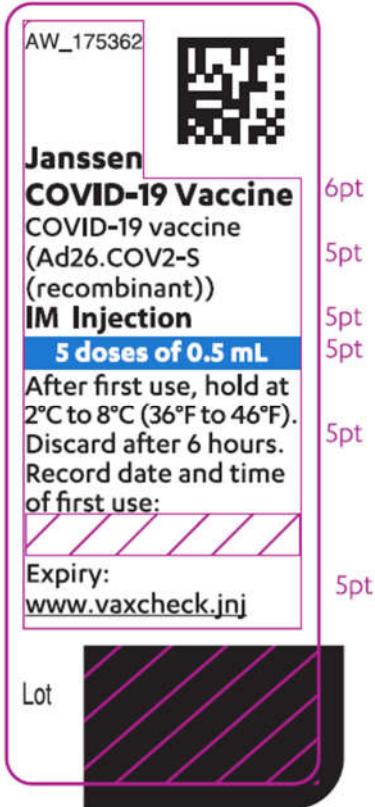 AW_175362
Janssen
COVID-19 Vaccine 6pt
COVID-19 vaccine
(Ad26.COV2-S 5pt
(recombinant))
IM Injection 5pt
5 doses of 0.5 mL 5pt
After first use, hold at
2°C to 8°C (36°F to 46°F).
Discard after 6 hours. 5pt
Record date and time
of first use:
Expiry: 5pt
www.vaxcheck.jnj
Lot